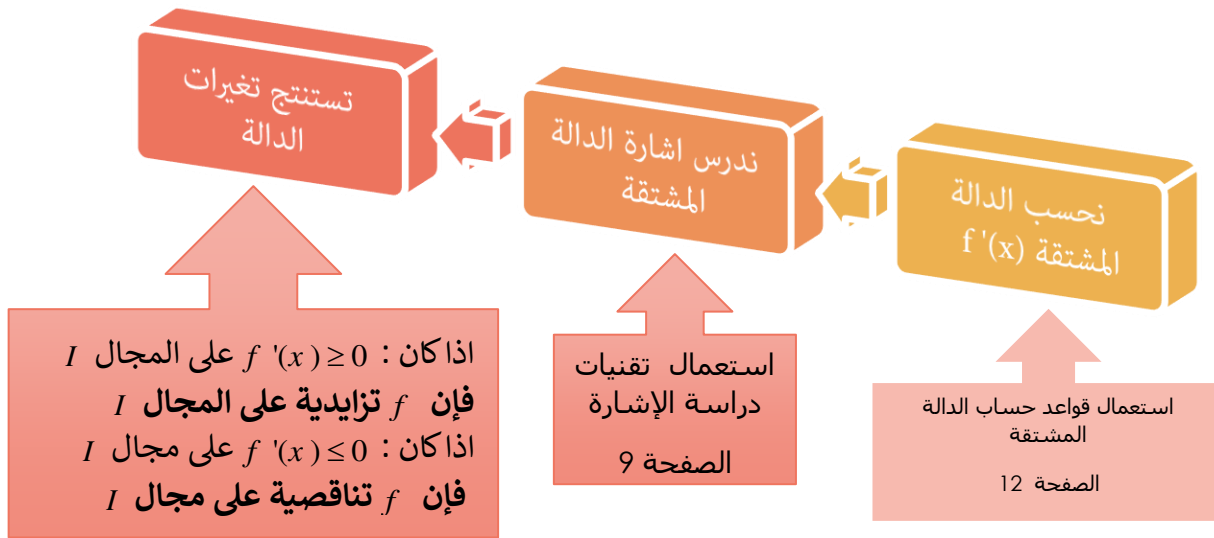 نحسب الدالة
المشتقة f '(x)
ندرس اشارة الدالة
المشتقة
تستنتج تغيرات
الدالة
استعمال قواعد حساب الدالة
المشتقة
الصفحة 12
استعمال تقنيات
دراسة الإشارة
الصفحة 9
اذا كان : f '(x) ≥ 0 على المجال I
فإن f تزايدية على المجال I
اذا كان : f '(x) ≤ 0 على مجال I
فإن f تناقصية على مجال I